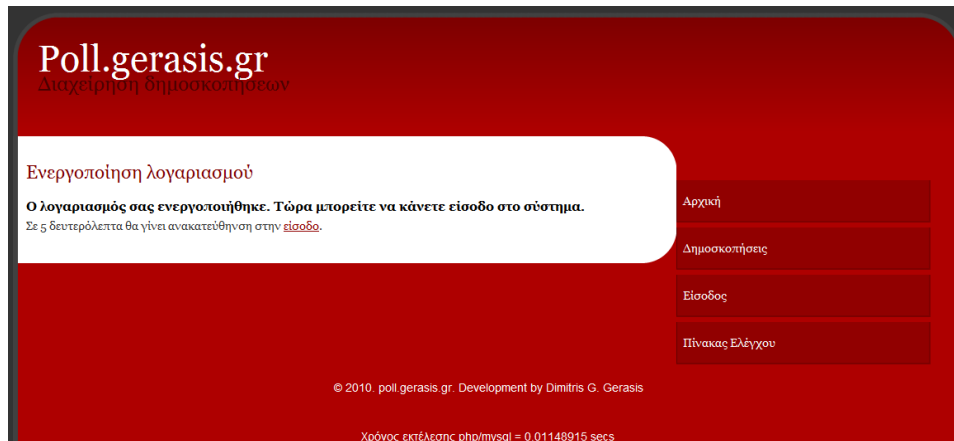 Poll.gerasis.gr
Διαχείρηση δημοσκοπήσεων
Ενεργοποίηση λογαριασμού
Ο λογαριασμός σας ενεργοποιήθηκε. Τώρα μπορείτε να κάνετε είσοδο στο σύστημα.
Σε 5 δευτερόλεπτα θα γίνει ανακατεύθηνση στην είσοδο.
Αρχική
Δημοσκοπήσεις
Είσοδος
Πίνακας Ελέγχου
© 2010. poll.gerasis.gr. Development by Dimitris G. Gerasis
Χρόνος εκτέλεσης php/mysql = 0.01148915 secs